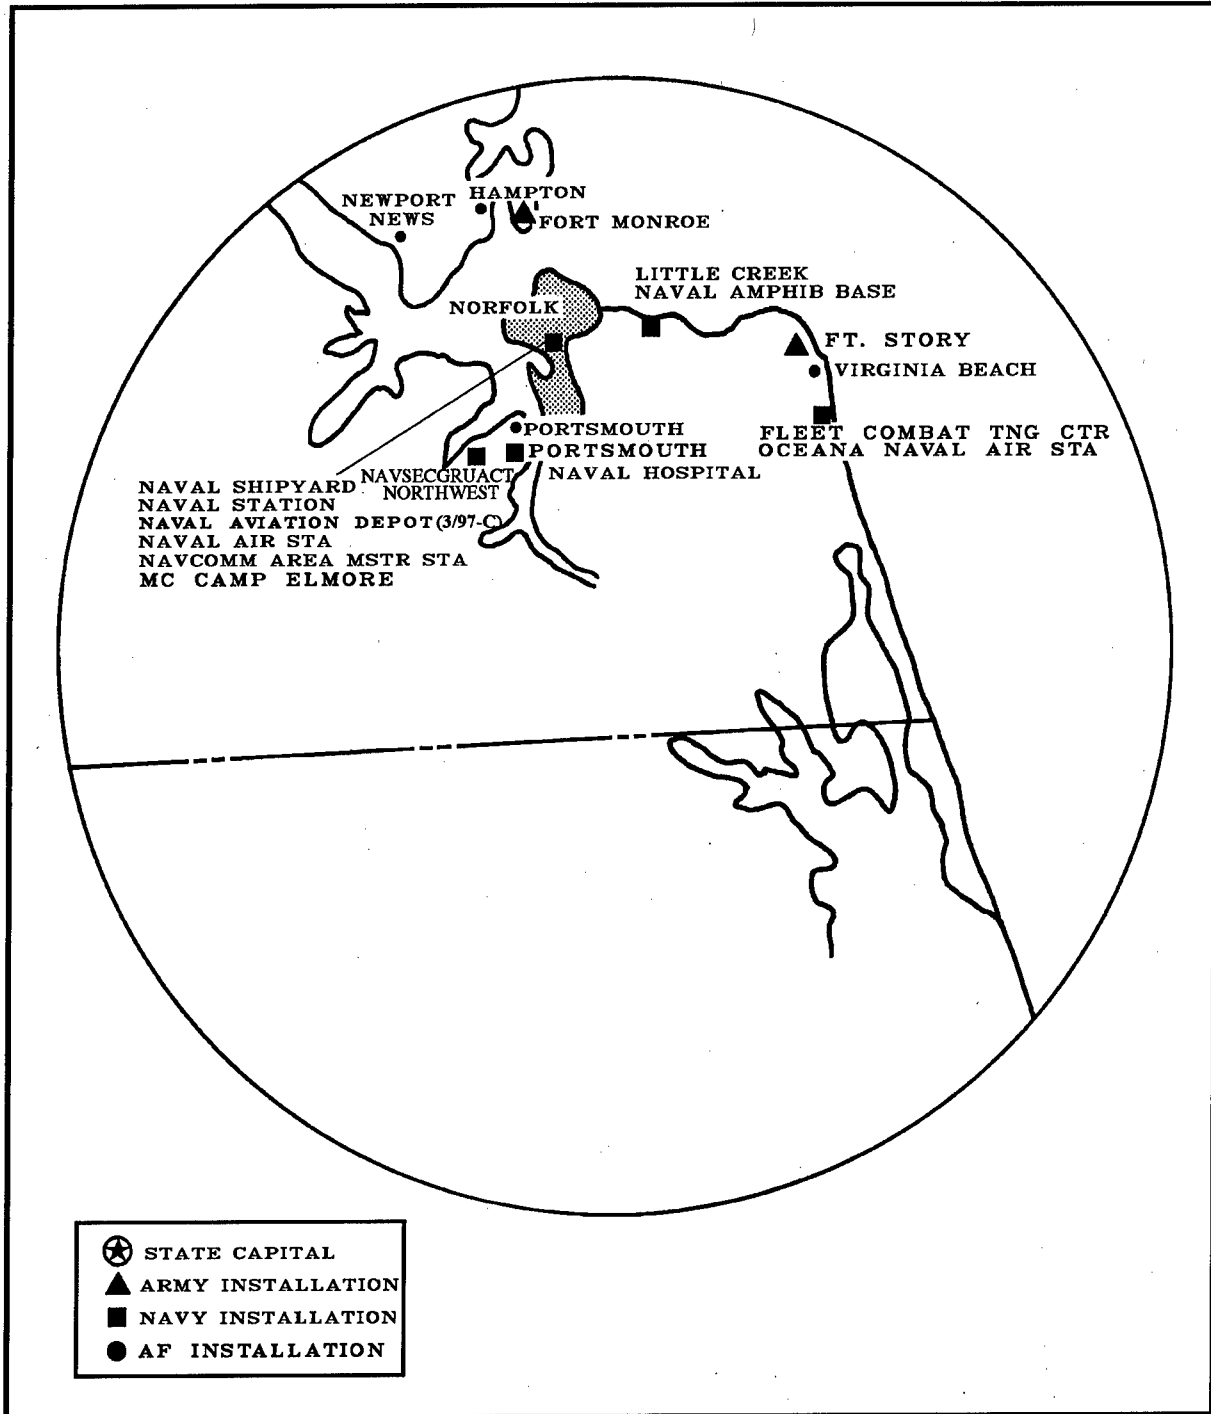 HAMPTON
NEWPORT
NEWS
FORT MONROE
LITTLE CREEK
NAVAL AMPHIB BASE
NORFOLK
FT. STORY
VIRGINIA BEACH
PORTSMOUTH
FLEET COMBAT TNG CTR
OCEANA NAVAL AIR STA
PORTSMOUTH
NAVAL HOSPITAL
NAVSECGRUACT
NORTHWEST
NAVAL SHIPYARD
NAVAL STATION
NAVAL AVIATION DEPOT (3/97-C)
NAVAL AIR STA
NAVCOMM AREA MSTR STA
MC CAMP ELMORE
STATE CAPITAL
ARMY INSTALLATION
NAVY INSTALLATION
AF INSTALLATION